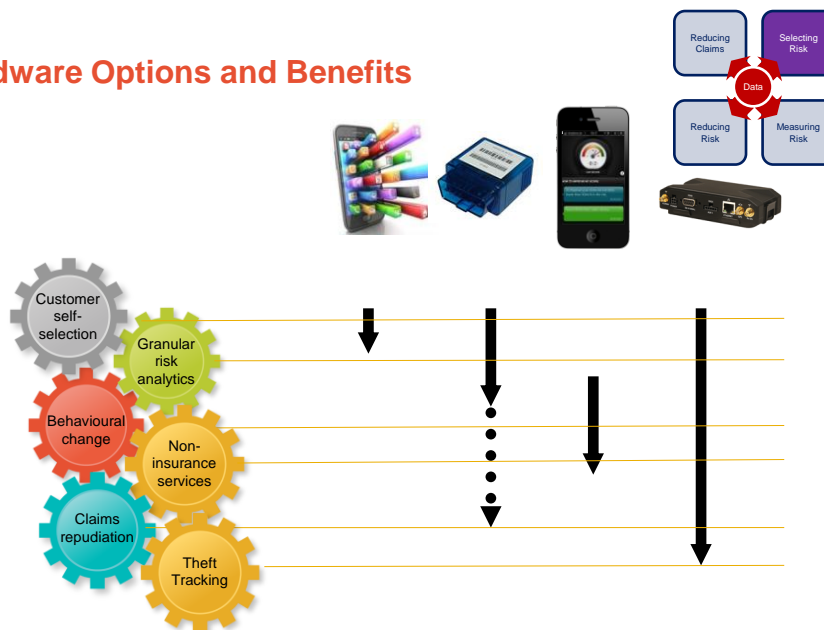 dware Options and Benefits
Reducing
Claims
Selecting
Risk
Data
Reducing
Risk
Measuring
Risk
Customer
self-
selection
Granular
risk
analytics
Behavioural
change
Non-
insurance
services
Claims
repudiation
Theft
Tracking